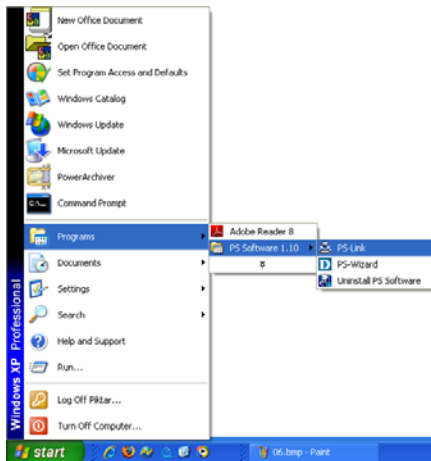 New Office Document
Open Office Document
Set Program Access and Defaults
Windows Catalog
Windows Update
Microsoft Update
PowerArchiver
Command Prompt
Programs
Adobe Reader 8
Documents
PS Software 1.10
PS-Link
PS-Wizard
Uninstall PS Software
Settings
Search
Help and Support
Run...
Log Off Piktar...
Turn Off Computer...
Windows XP Professional
start
06.bmp - Paint